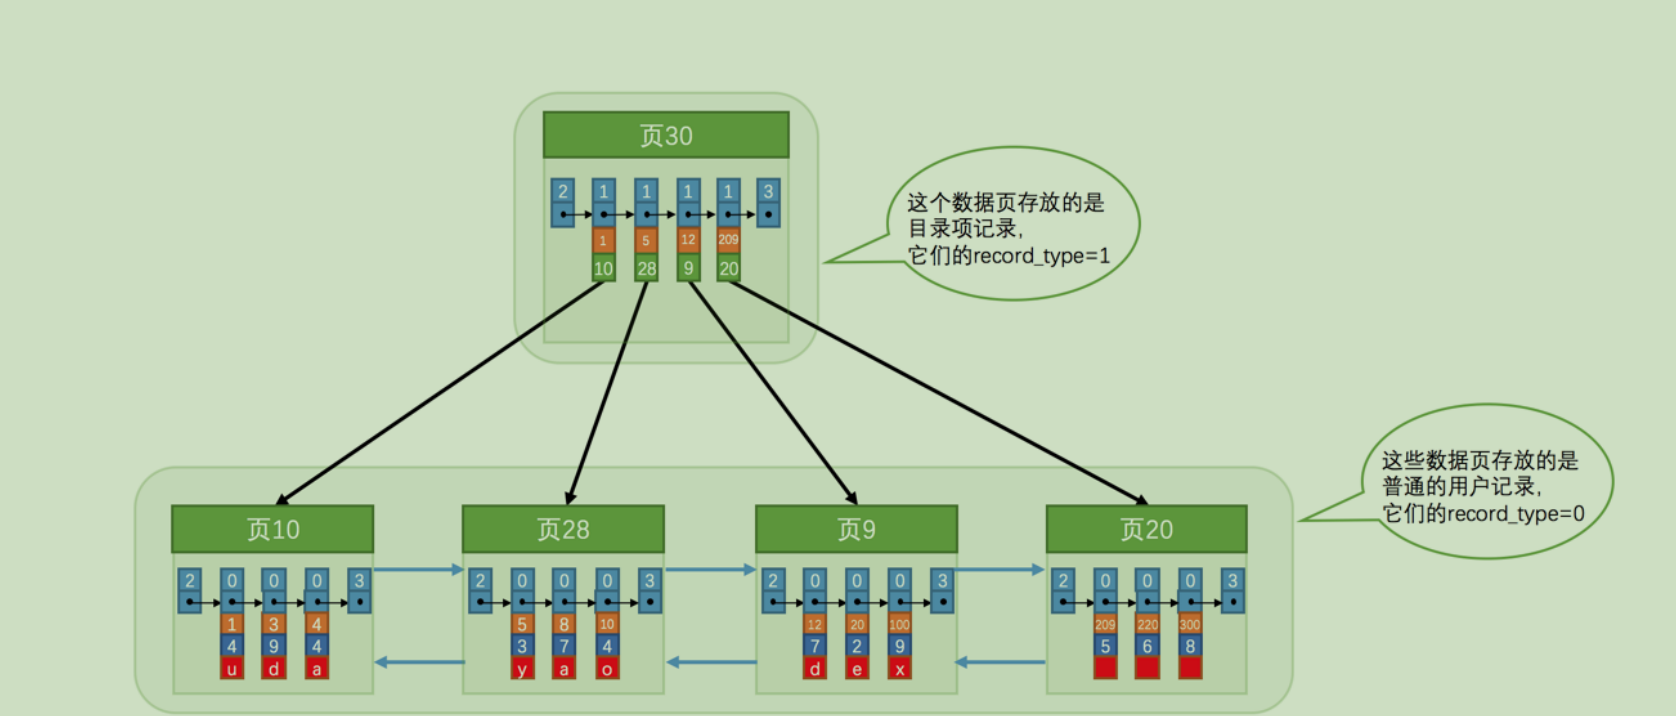 页30
2 1 1 1 1 3
1 5 12 209
10 28 9 20
这个数据页存放的是
目录项记录,
它们的record_type=1
这些数据页存放的是
普通的用户记录,
它们的record_type=0
页10
2 0 0 0 3
1 3 4
4 9 4
u d a
页28
2 0 0 0 3
5 8 10
3 7 4
y a o
页9
2 0 0 0 3
12 20 100
7 2 9
d e x
页20
2 0 0 0 3
209 220 300
5 6 8